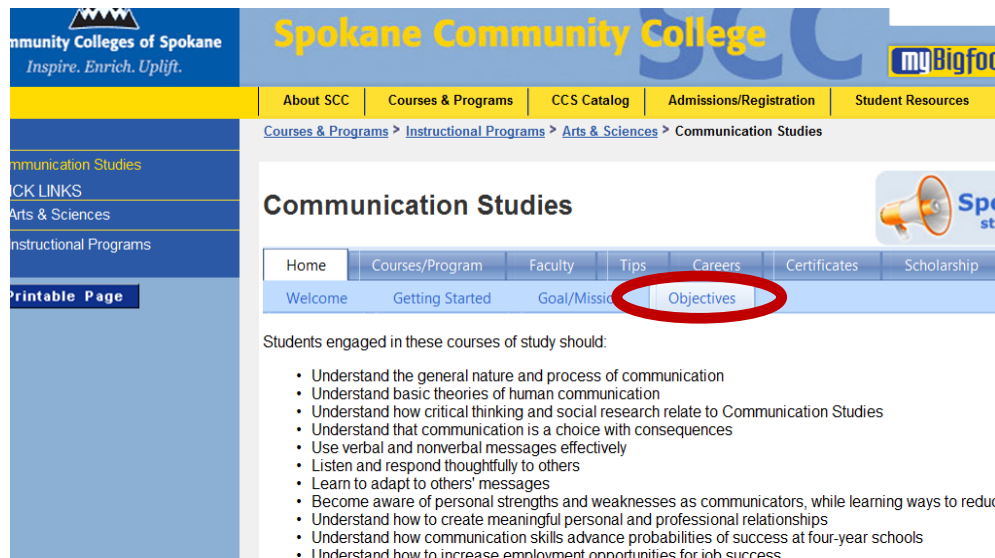 mmunity Colleges of Spokane
Inspire. Enrich. Uplift.
Spokane Community College
SCC
myBigfoo
About SCC
Courses & Programs
CCS Catalog
Admissions/Registration
Student Resources
Courses & Programs > Instructional Programs > Arts & Sciences > Communication Studies
mmunication Studies
ICK LINKS
Arts & Sciences
Instructional Programs
Printable Page
Communication Studies
Spe
st
Home
Courses/Program
Faculty
Tips
Careers
Certificates
Scholarship
Welcome
Getting Started
Goal/Missio
Objectives
Students engaged in these courses of study should:
• Understand the general nature and process of communication
• Understand basic theories of human communication
• Understand how critical thinking and social research relate to Communication Studies
• Understand that communication is a choice with consequences
• Use verbal and nonverbal messages effectively
• Listen and respond thoughtfully to others
• Learn to adapt to others' messages
• Become aware of personal strengths and weaknesses as communicators, while learning ways to reduc
• Understand how to create meaningful personal and professional relationships
• Understand how communication skills advance probabilities of success at four-year schools
• Understand how to increase employment opportunities for job success